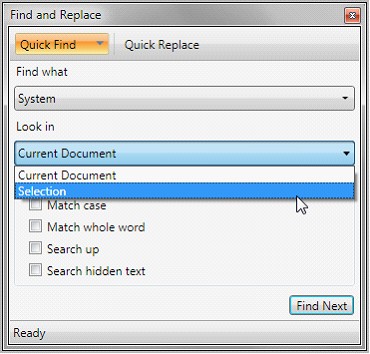 Find and Replace
Quick Find Quick Replace
Find what
System
Look in
Current Document
Current Document
Selection
Match case
Match whole word
Search up
Search hidden text
Find Next
Ready